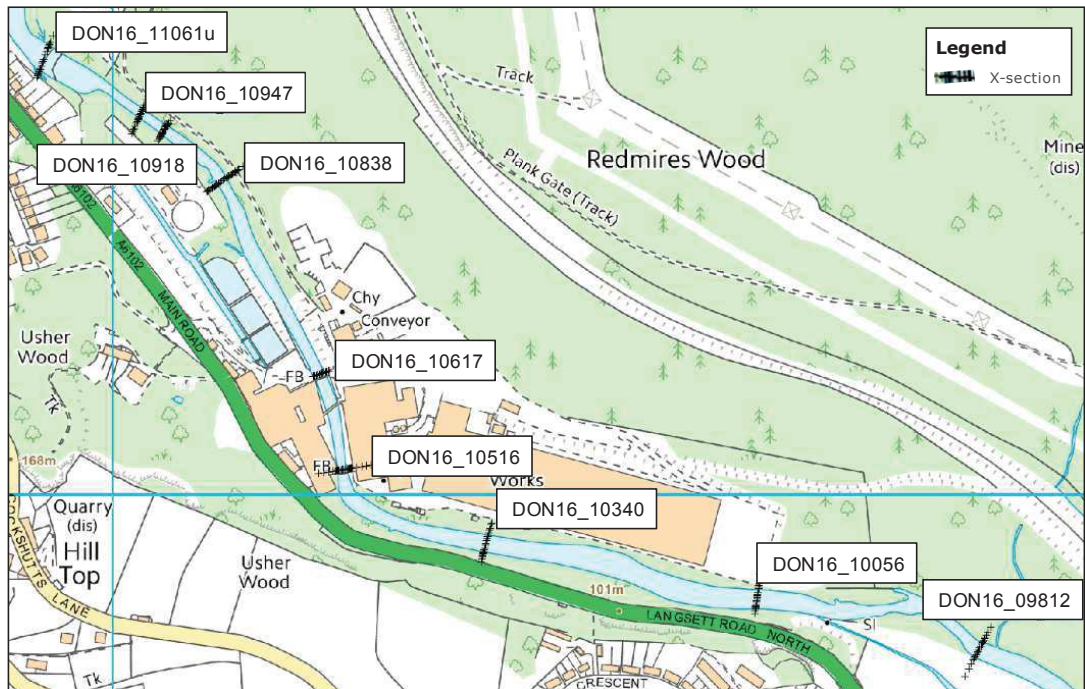 DON16_11061u
Legend
X-section
Track
DON16_10947
Redmires Wood
Mine
(dis)
DON16_10918
DON16_10838
Plank Gate (Track)
A6102
A6102
MAIN ROAD
Chy
Conveyor
Usher
Wood
Tk
FB
DON16_10617
168m
FB
DON16_10516
Works
Quarry
(dis)
Hill
Top
DON16_10340
Usher
Wood
DON16_10056
101m
DON16_09812
LANGSETT ROAD NORTH
Sl
LANE
Tk
CRESCENT